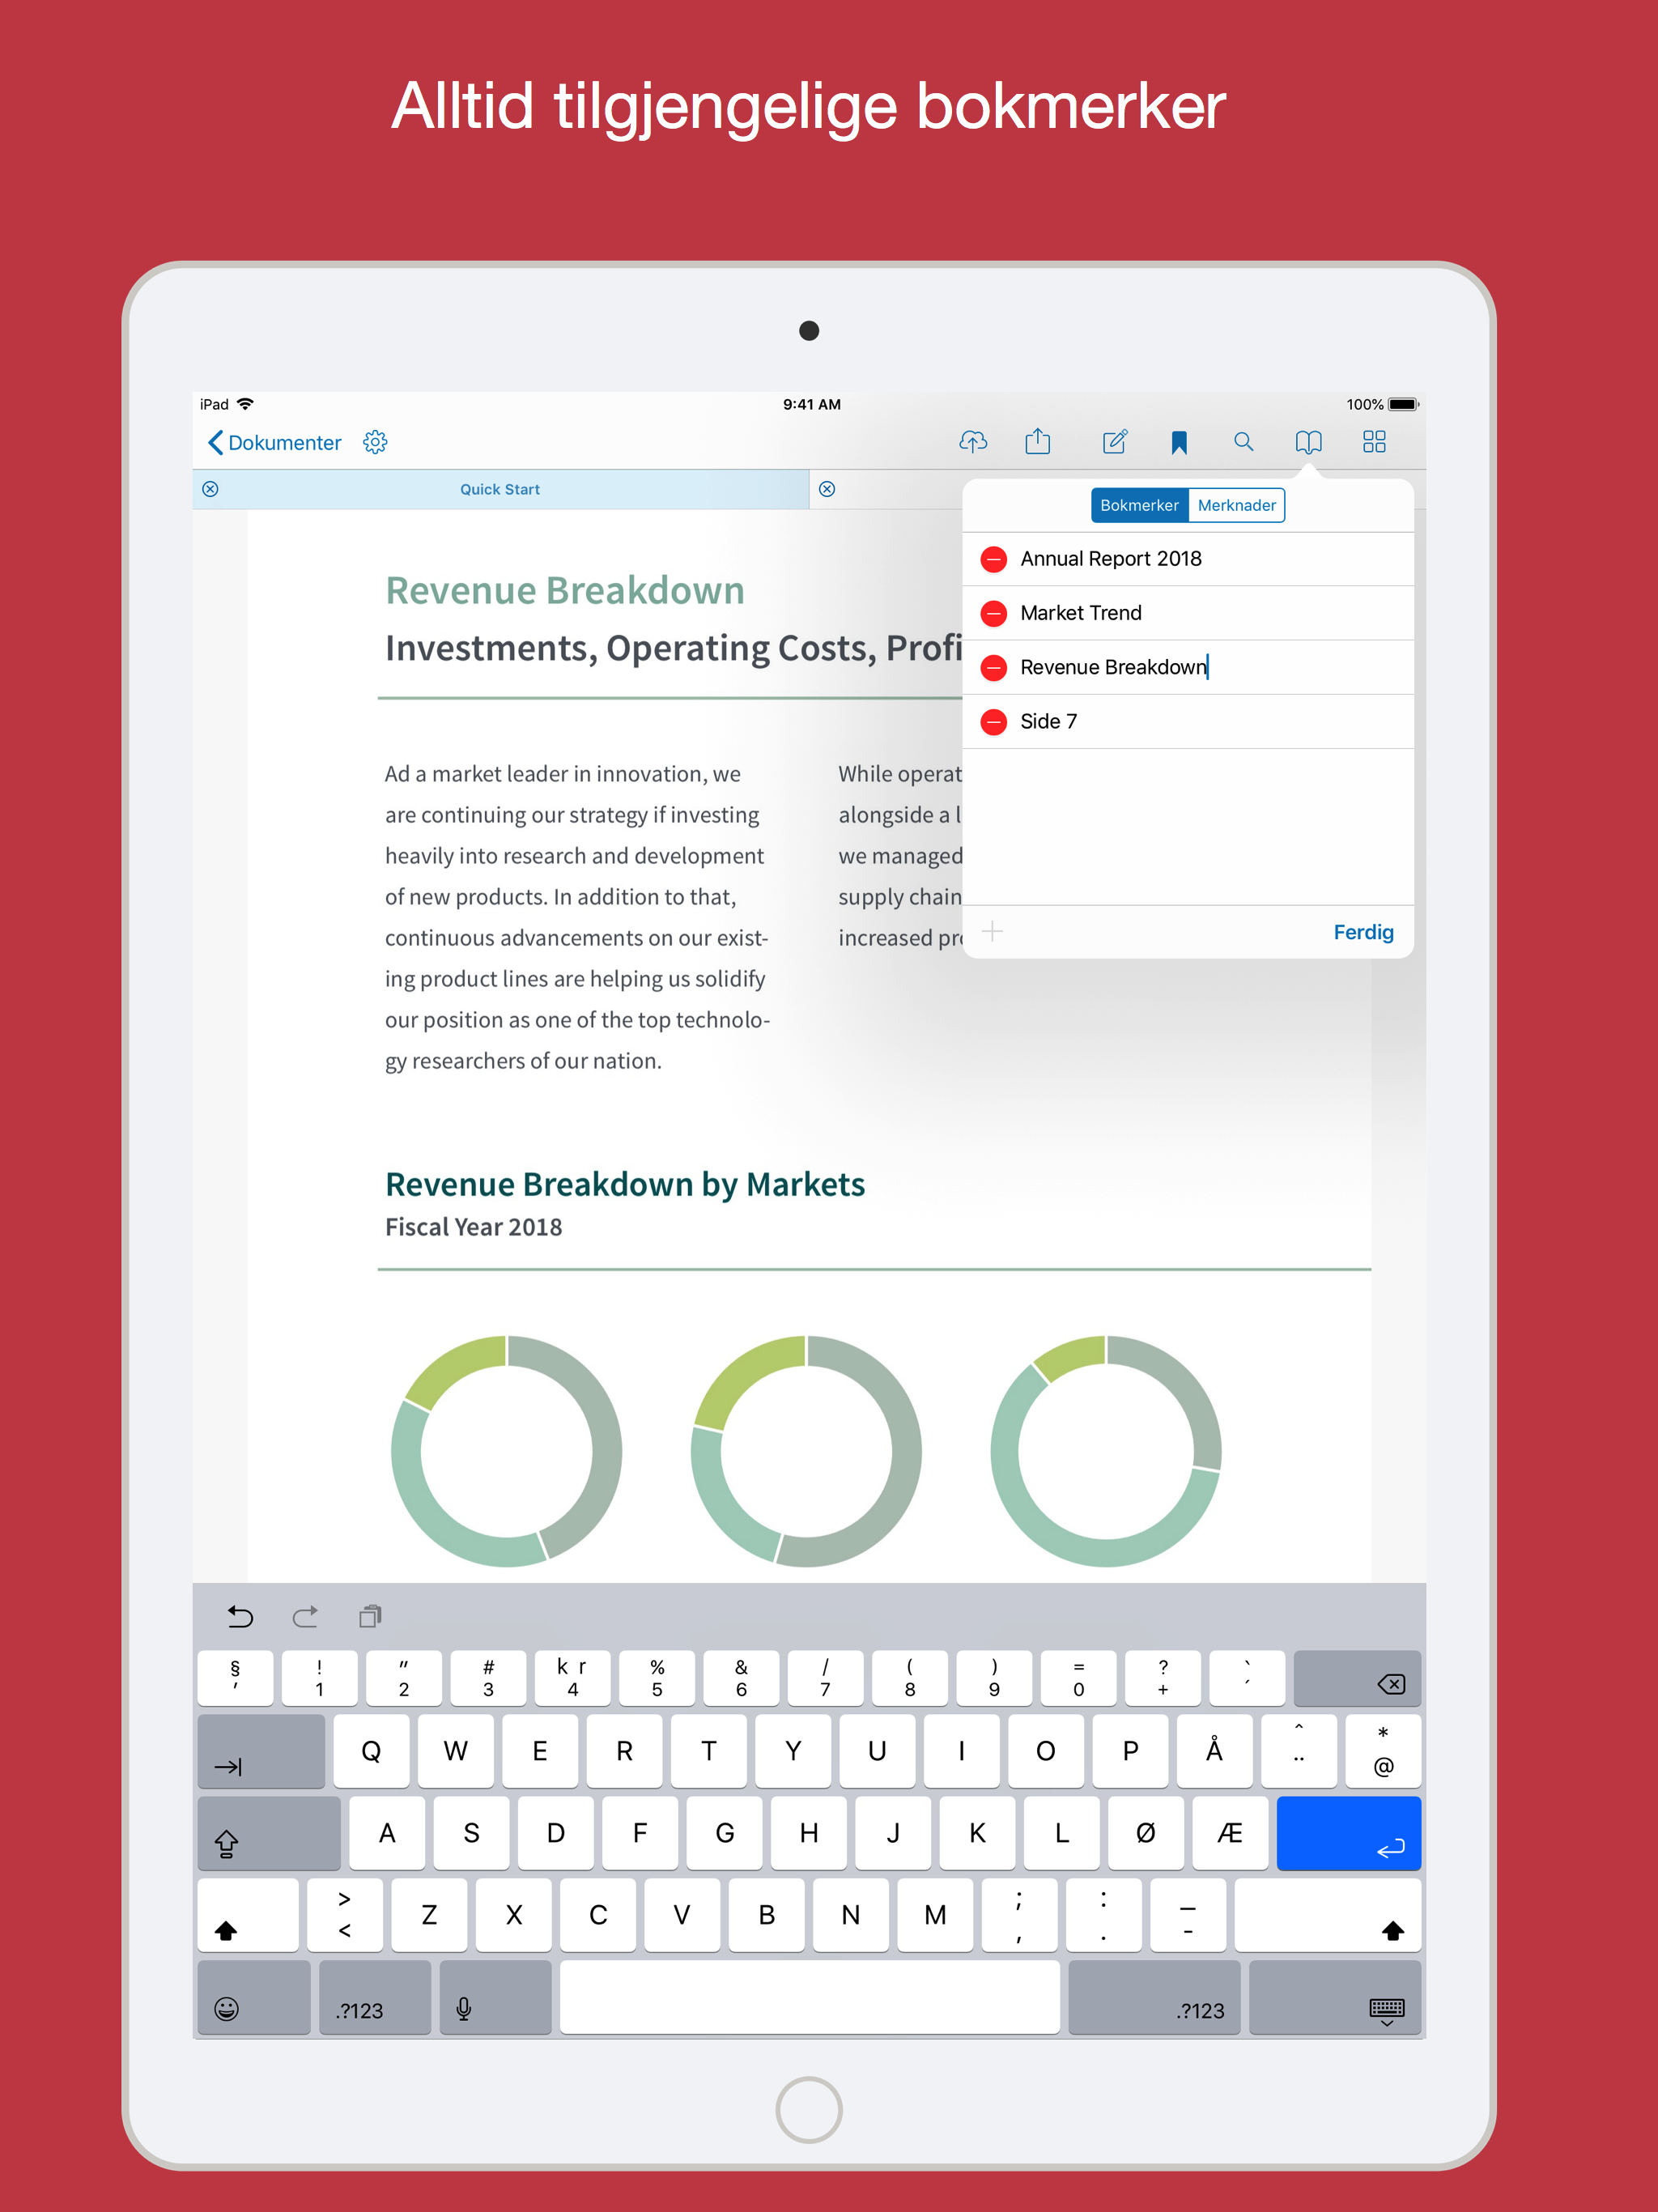 Alltid tilgjengelige bokmerker
iPad 9:41 AM 100%
Dokumenter
Quick Start
Bokmerker Merknader
Annual Report 2018
Market Trend
Revenue Breakdown
Side 7
+ Ferdig
Revenue Breakdown
Investments, Operating Costs, Profi
Ad a market leader in innovation, we
are continuing our strategy if investing
heavily into research and development
of new products. In addition to that,
continuous advancements on our exist-
ing product lines are helping us solidify
our position as one of the top technolo-
gy researchers of our nation.
While operat
alongside a l
we managed
supply chain
increased pr
Revenue Breakdown by Markets
Fiscal Year 2018
§ ! " # k r % & / ( ) = ? `
' 1 2 3 4 5 6 7 8 9 0 + ´
Q W E R T Y U I O P Å ^ *
¨ @
A S D F G H J K L Ø Æ
> ; : _
< Z X C V B N M , . -
.?123 .?123